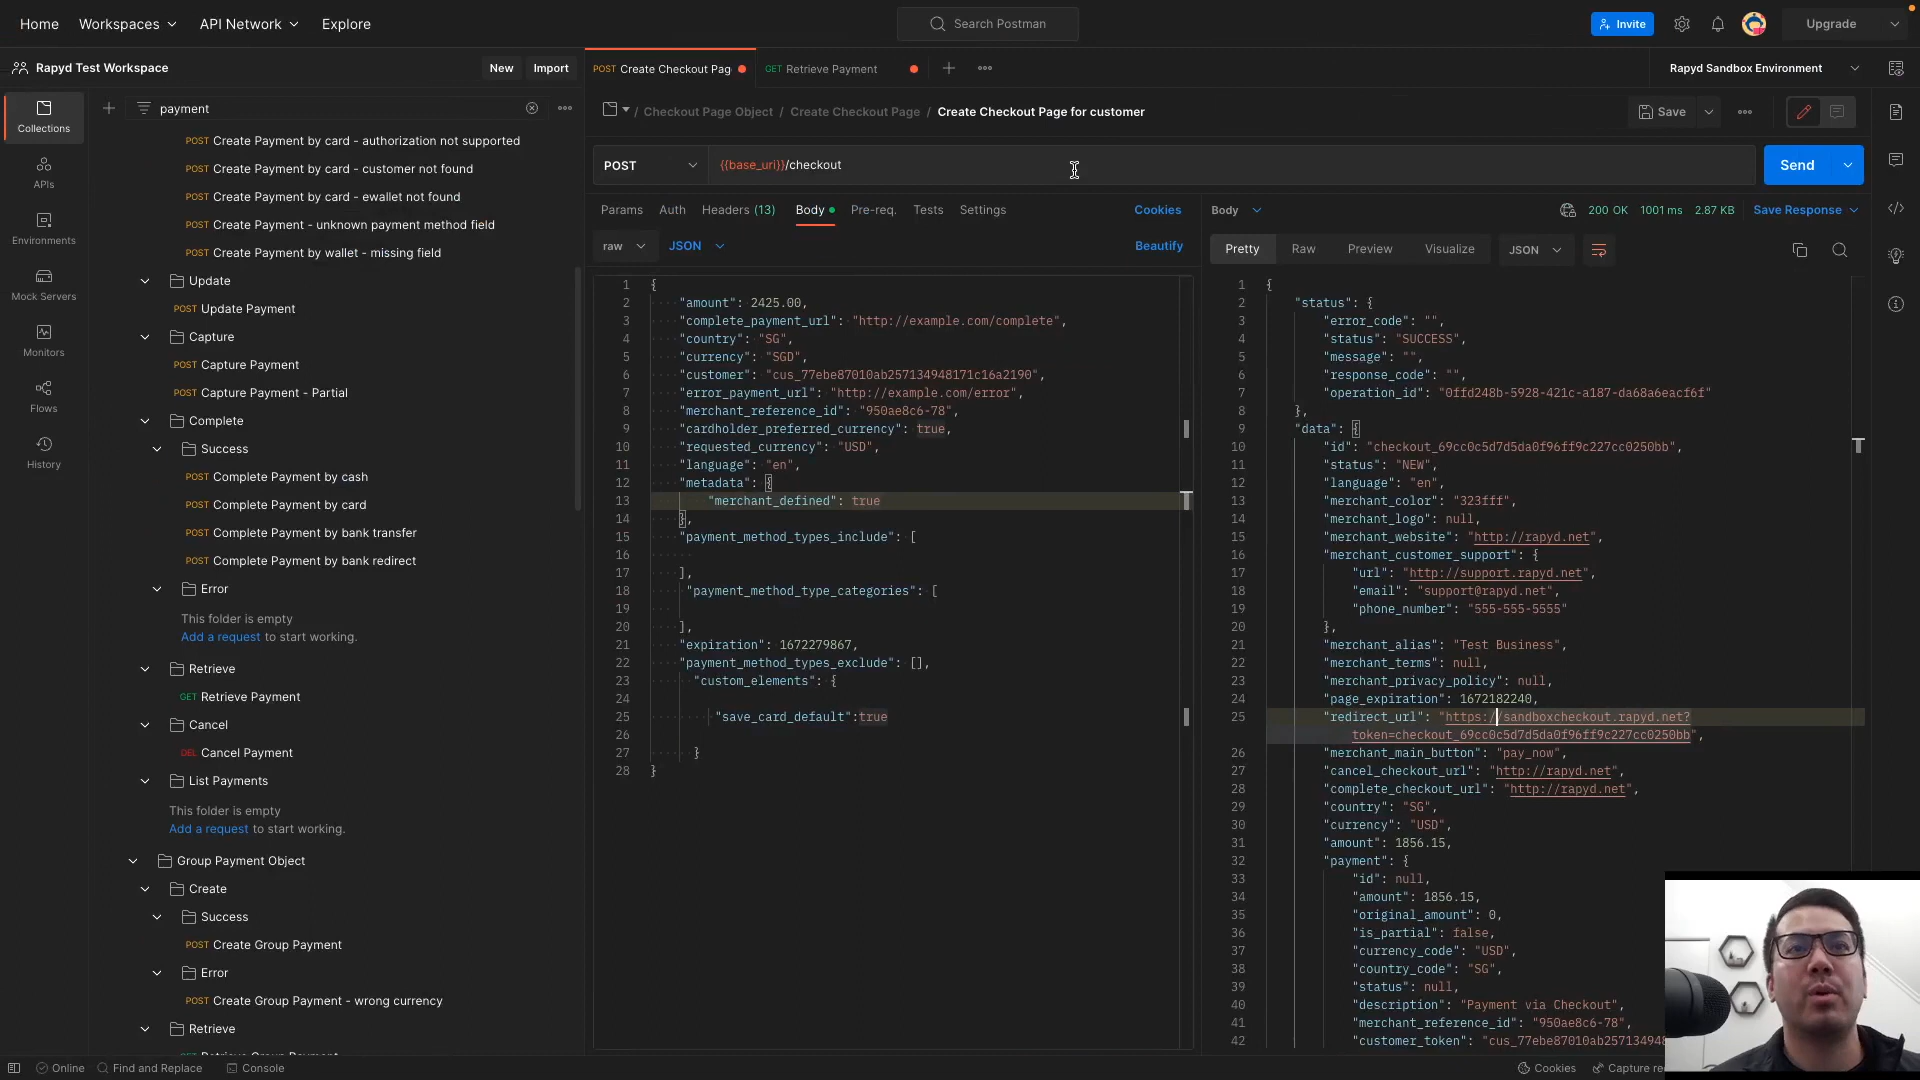 Home
Workspaces
API Network
Explore
Search Postman
Invite
Upgrade
Rapyd Test Workspace
New
Import
POST Create Checkout Pag
GET Retrieve Payment
Rapyd Sandbox Environment
Collections
APIs
Environments
Mock Servers
Monitors
Flows
History
payment
POST Create Payment by card - authorization not supported
POST Create Payment by card - customer not found
POST Create Payment by card - ewallet not found
POST Create Payment - unknown payment method field
POST Create Payment by wallet - missing field
Update
POST Update Payment
Capture
POST Capture Payment
POST Capture Payment - Partial
Complete
Success
POST Complete Payment by cash
POST Complete Payment by card
POST Complete Payment by bank transfer
POST Complete Payment by bank redirect
Error
This folder is empty
Add a request to start working.
Retrieve
GET Retrieve Payment
Cancel
DEL Cancel Payment
List Payments
This folder is empty
Add a request to start working.
Group Payment Object
Create
Success
POST Create Group Payment
Error
POST Create Group Payment - wrong currency
Retrieve
/ Checkout Page Object / Create Checkout Page / Create Checkout Page for customer
Save
POST
{{base_uri}}/checkout
Send
Params
Auth
Headers (13)
Body
Pre-req.
Tests
Settings
Cookies
raw
JSON
Beautify
1 {
2 "amount": 2425.00,
3 "complete_payment_url": "http://example.com/complete",
4 "country": "SG",
5 "currency": "SGD",
6 "customer": "cus_77ebe87010ab257134948171c16a2190",
7 "error_payment_url": "http://example.com/error",
8 "merchant_reference_id": "950ae8c6-78",
9 "cardholder_preferred_currency": true,
10 "requested_currency": "USD",
11 "language": "en",
12 "metadata": {
13 "merchant_defined": true
14 },
15 "payment_method_types_include": [
16
17 ],
18 "payment_method_type_categories": [
19
20 ],
21 "expiration": 1672279867,
22 "payment_method_types_exclude": [],
23 "custom_elements": {
24
25 "save_card_default":true
26
27 }
28 }
Body
200 OK 1001 ms 2.87 KB Save Response
Pretty
Raw
Preview
Visualize
JSON
1 {
2 "status": {
3 "error_code": "",
4 "status": "SUCCESS",
5 "message": "",
6 "response_code": "",
7 "operation_id": "0ffd248b-5928-421c-a187-da68a6eacf6f"
8 },
9 "data": {
10 "id": "checkout_69cc0c5d7d5da0f96ff9c227cc0250bb",
11 "status": "NEW",
12 "language": "en",
13 "merchant_color": "323fff",
14 "merchant_logo": null,
15 "merchant_website": "http://rapyd.net",
16 "merchant_customer_support": {
17 "url": "http://support.rapyd.net",
18 "email": "support@rapyd.net",
19 "phone_number": "555-555-5555"
20 },
21 "merchant_alias": "Test Business",
22 "merchant_terms": null,
23 "merchant_privacy_policy": null,
24 "page_expiration": 1672182240,
25 "redirect_url": "https://sandboxcheckout.rapyd.net?
token=checkout_69cc0c5d7d5da0f96ff9c227cc0250bb",
26 "merchant_main_button": "pay_now",
27 "cancel_checkout_url": "http://rapyd.net",
28 "complete_checkout_url": "http://rapyd.net",
29 "country": "SG",
30 "currency": "USD",
31 "amount": 1856.15,
32 "payment": {
33 "id": null,
34 "amount": 1856.15,
35 "original_amount": 0,
36 "is_partial": false,
37 "currency_code": "USD",
38 "country_code": "SG",
39 "status": null,
40 "description": "Payment via Checkout",
41 "merchant_reference_id": "950ae8c6-78",
42 "customer_token": "cus_77ebe87010ab257134948
Online
Find and Replace
Console
Cookies
Capture re